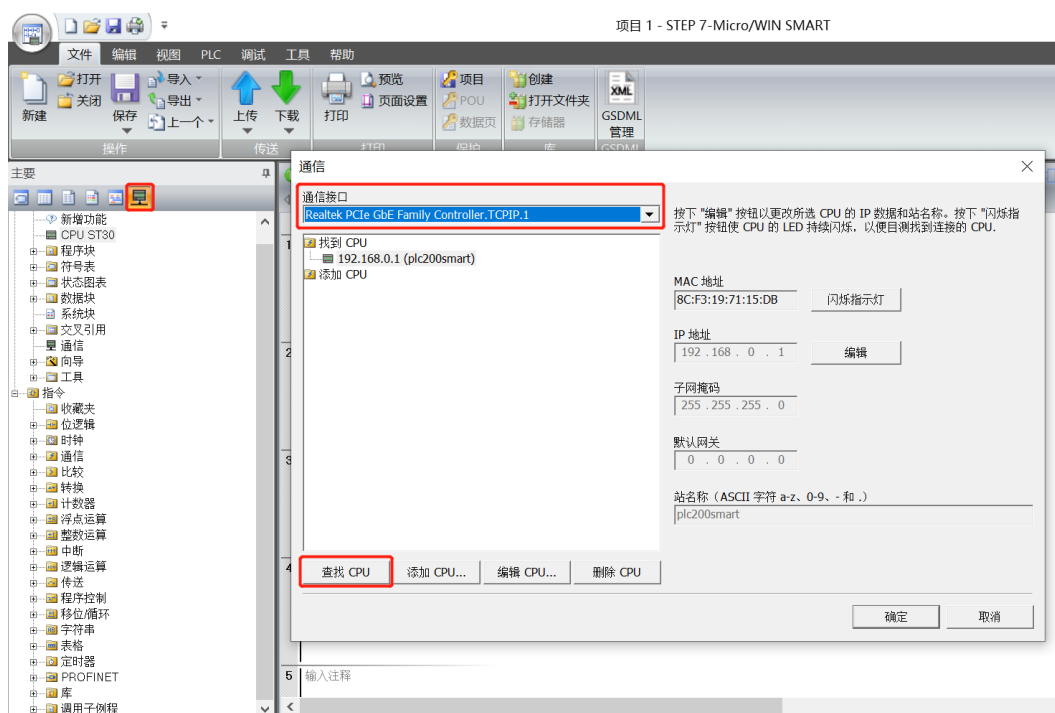 项目 1 - STEP 7-Micro/WIN SMART
文件 编辑 视图 PLC 调试 工具 帮助
新建
打开
关闭
保存
导入
导出
上一个
操作
上传
下载
传送
打印
预览
页面设置
打印
项目
POU
数据页
保护
创建
打开文件夹
存储器
库
XML
GSDML
管理
GSDML
主要
新增功能
CPU ST30
程序块
符号表
状态图表
数据块
系统块
交叉引用
通信
向导
工具
指令
收藏夹
位逻辑
时钟
通信
比较
转换
计数器
浮点运算
整数运算
中断
逻辑运算
传送
程序控制
移位/循环
字符串
表格
定时器
PROFINET
库
调用子例程
1
2
3
4
5 输入注释
通信
通信接口
Realtek PCIe GbE Family Controller.TCPIP.1
找到 CPU
192.168.0.1 (plc200smart)
添加 CPU
查找 CPU 添加 CPU... 编辑 CPU... 删除 CPU
按下 "编辑" 按钮以更改所选 CPU 的 IP 数据和站名称。按下 "闪烁指
示灯" 按钮使 CPU 的 LED 持续闪烁，以便目测找到连接的 CPU.
MAC 地址
8C:F3:19:71:15:DB 闪烁指示灯
IP 地址
192 . 168 . 0 . 1 编辑
子网掩码
255 . 255 . 255 . 0
默认网关
0 . 0 . 0 . 0
站名称（ASCII 字符 a-z、0-9、- 和 .）
plc200smart
确定 取消